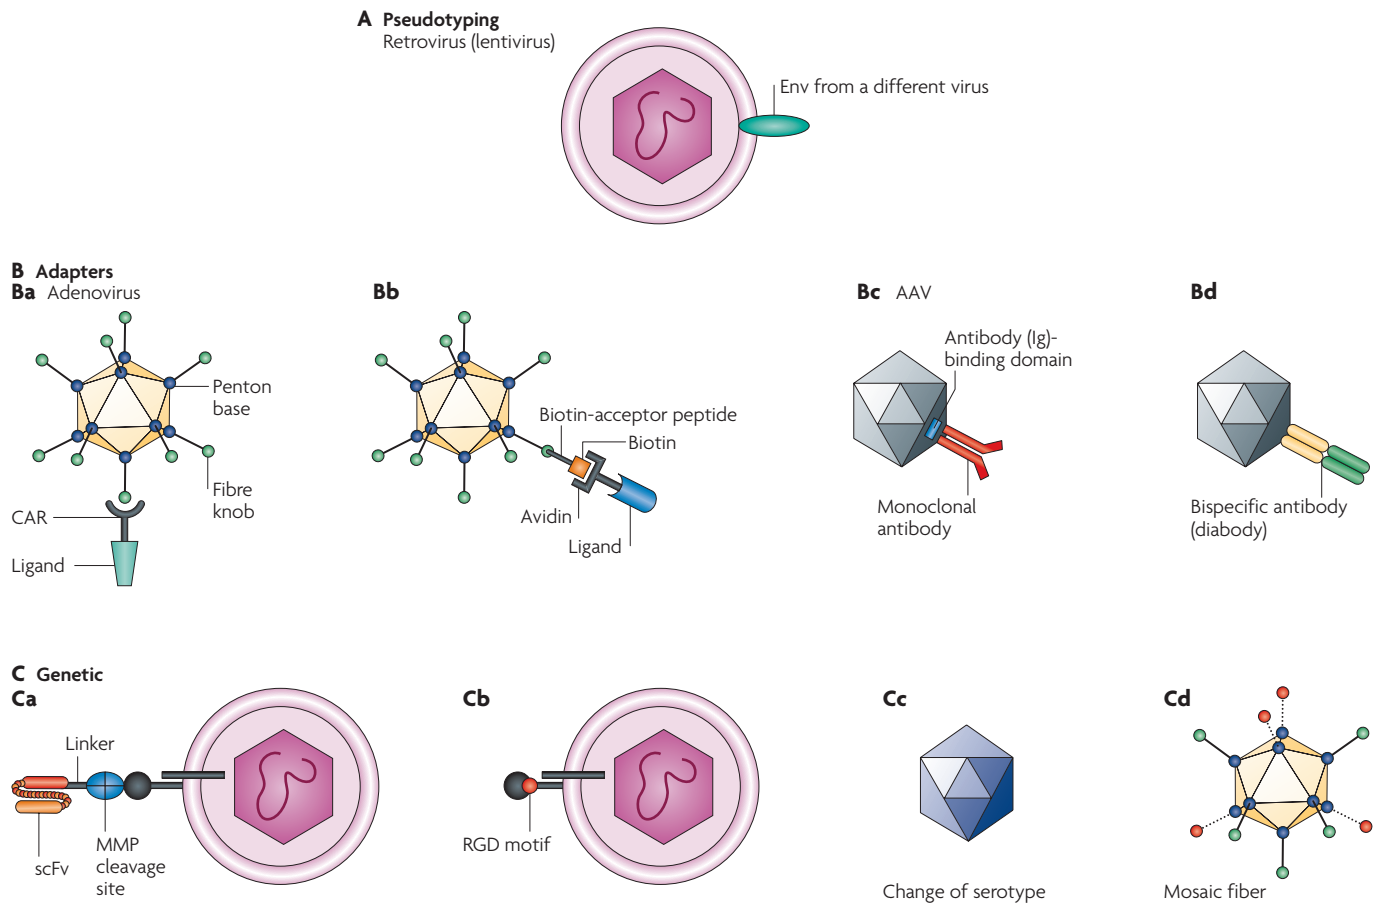 A Pseudotyping
Retrovirus (lentivirus)
Env from a different virus
B Adapters
Ba Adenovirus
Penton
base
Fibre
knob
CAR
Ligand
Bb
Biotin-acceptor peptide
Biotin
Avidin
Ligand
Bc AAV
Antibody (Ig)-
binding domain
Monoclonal
antibody
Bd
Bispecific antibody
(diabody)
C Genetic
Ca
Linker
scFv
MMP
cleavage
site
Cb
RGD motif
Cc
Change of serotype
Cd
Mosaic fiber